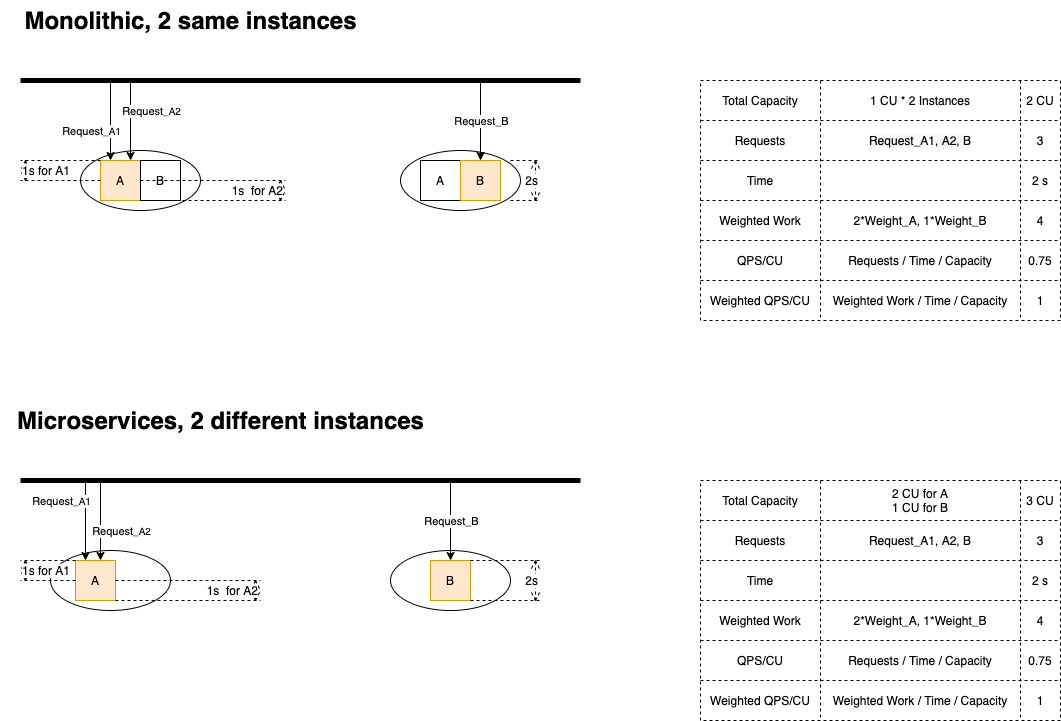 Monolithic, 2 same instances
Request_A2
Request_A1
Request_B
1s for A1
A
B
1s for A2
A
B
2s
Total Capacity 1 CU * 2 Instances 2 CU
Requests Request_A1, A2, B 3
Time 2 s
Weighted Work 2*Weight_A, 1*Weight_B 4
QPS/CU Requests / Time / Capacity 0.75
Weighted QPS/CU Weighted Work / Time / Capacity 1
Microservices, 2 different instances
Request_A1
Request_A2
Request_B
1s for A1
A
1s for A2
B
2s
Total Capacity 2 CU for A
1 CU for B 3 CU
Requests Request_A1, A2, B 3
Time 2 s
Weighted Work 2*Weight_A, 1*Weight_B 4
QPS/CU Requests / Time / Capacity 0.75
Weighted QPS/CU Weighted Work / Time / Capacity 1